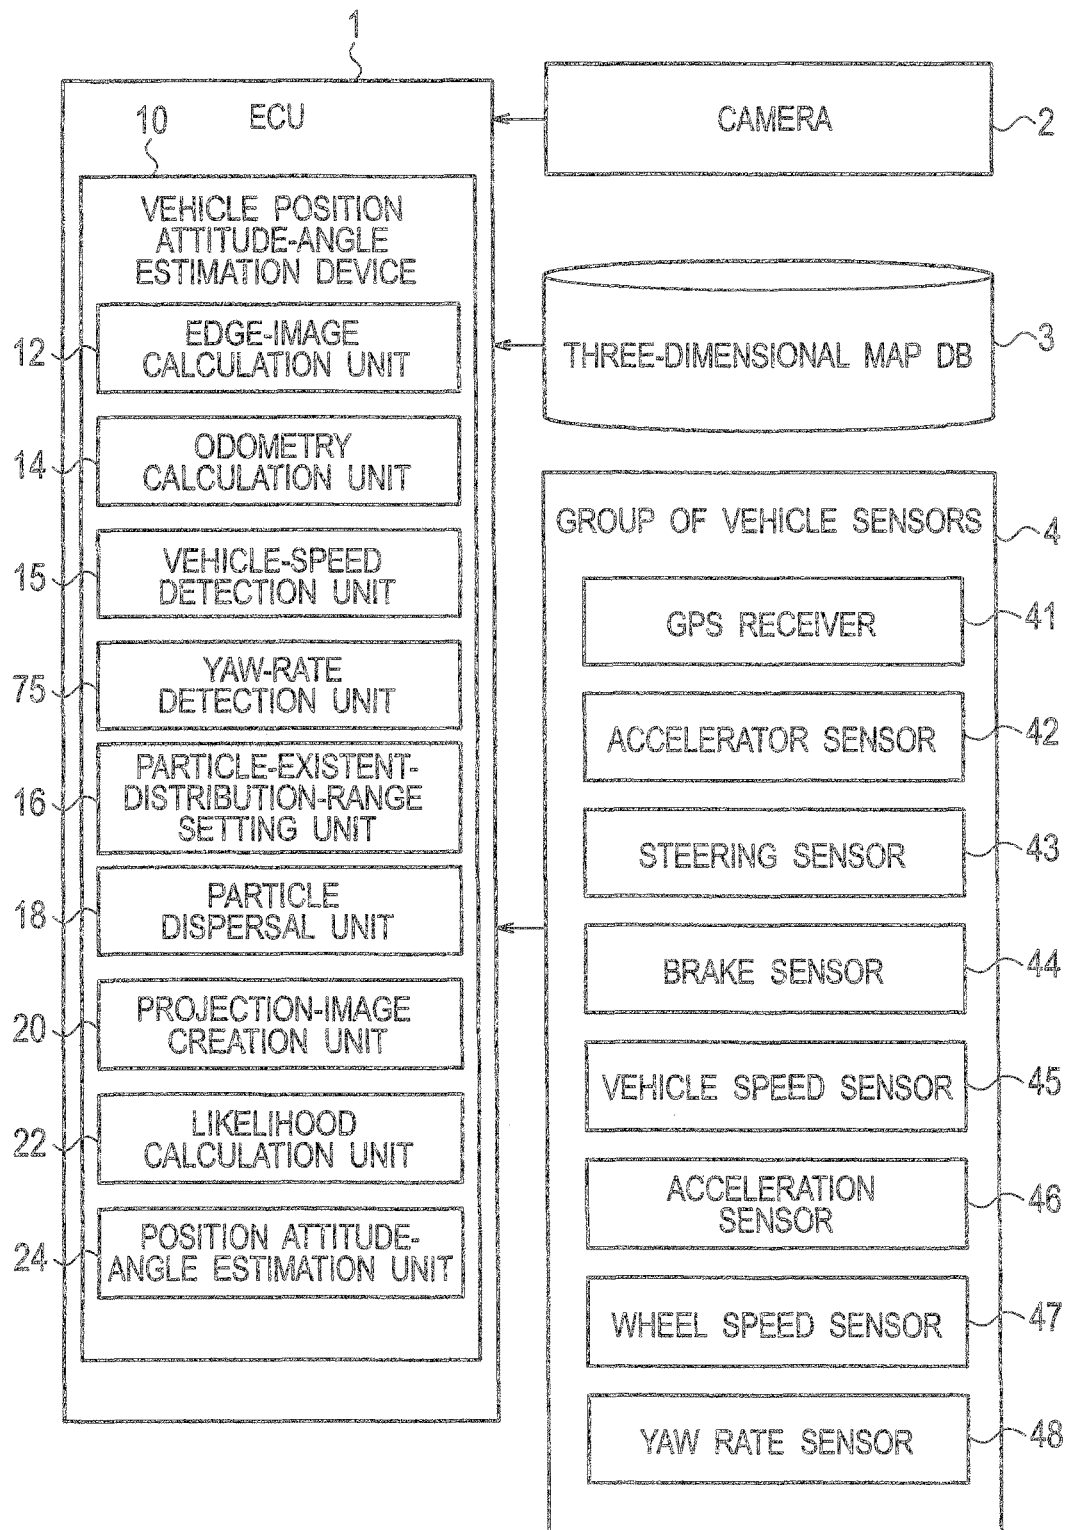 1
ECU
10
VEHICLE POSITION
ATTITUDE-ANGLE
ESTIMATION DEVICE
12
EDGE-IMAGE
CALCULATION UNIT
14
ODOMETRY
CALCULATION UNIT
15
VEHICLE-SPEED
DETECTION UNIT
75
YAW-RATE
DETECTION UNIT
16
PARTICLE-EXISTENT-
DISTRIBUTION-RANGE
SETTING UNIT
18
PARTICLE
DISPERSAL UNIT
20
PROJECTION-IMAGE
CREATION UNIT
22
LIKELIHOOD
CALCULATION UNIT
24
POSITION ATTITUDE-
ANGLE ESTIMATION UNIT
CAMERA
2
THREE-DIMENSIONAL MAP DB
3
GROUP OF VEHICLE SENSORS
4
GPS RECEIVER
41
ACCELERATOR SENSOR
42
STEERING SENSOR
43
BRAKE SENSOR
44
VEHICLE SPEED SENSOR
45
ACCELERATION
SENSOR
46
WHEEL SPEED SENSOR
47
YAW RATE SENSOR
48